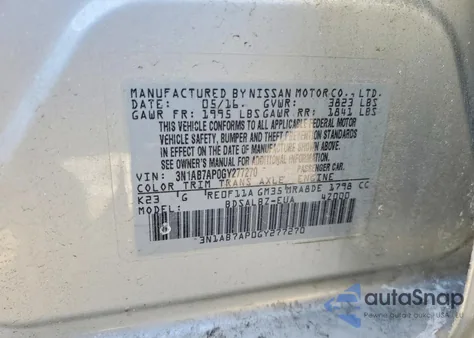 MANUFACTURED BY NISSAN MOTOR CO., LTD.
DATE: 05/16. GVWR: 3823 LBS
GAWR FR: 1995 LBS GAWR RR: 1841 LBS
THIS VEHICLE CONFORMS TO ALL APPLICABLE FEDERAL MOTOR
VEHICLE SAFETY, BUMPER AND THEFT PREVENTION STANDARDS
IN EFFECT ON THE DATE OF MANUFACTURE SHOWN ABOVE.
SEE OWNER'S MANUAL FOR ADDITIONAL INFORMATION
VIN: 3N1AB7AP0GY277270 PASSENGER CAR
COLOR TRIM TRANS AXLE ENGINE
K23 G RE0F11A GM35 MRA8DE 1798 CC
MODEL: BDSALBZ-EUA 4Z000
3N1AB7AP0GY277270
autoSnap